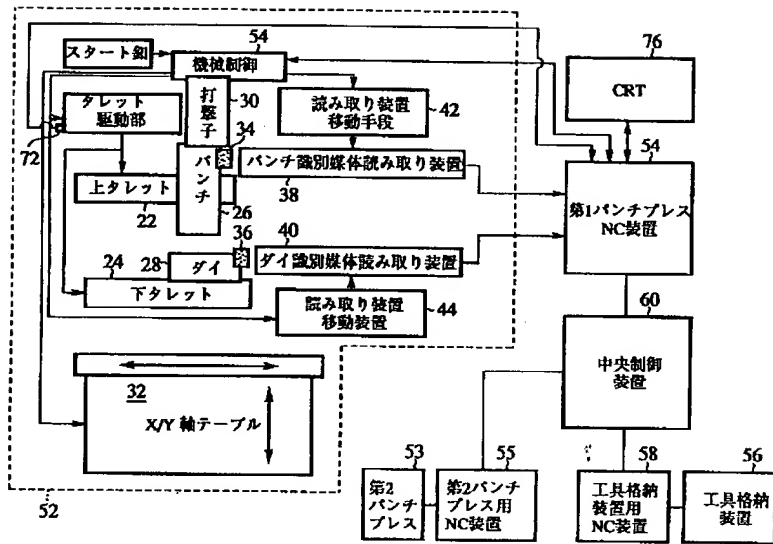 54
スタート釦
機械制御
76
CRT
打撃子
30
読み取り装置
移動手段
42
タレット
駆動部
72
34
パンチ
パンチ識別媒体読み取り装置
38
54
第1パンチプレス
NC装置
上タレット
22
26
36
40
24
28
ダイ
ダイ識別媒体読み取り装置
下タレット
読み取り装置
移動装置
44
60
中央制御
装置
32
X/Y 軸テーブル
52
53
第2
パンチ
プレス
55
第2パンチ
プレス用
NC装置
58
工具格納
装置用
NC装置
56
工具格納
装置